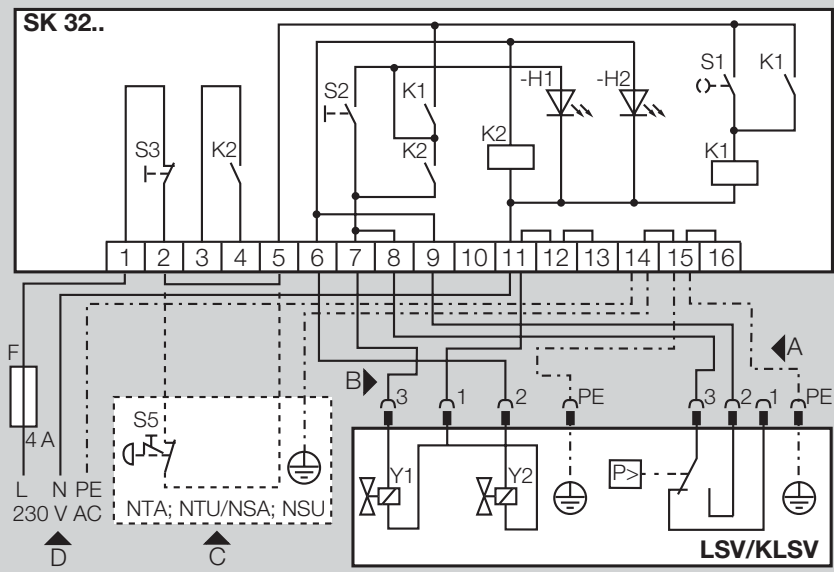 SK 32..
S3
K2
S2
K1
K2
K2
-H1
-H2
S1
K1
K1
1 2 3 4 5 6 7 8 9 10 11 12 13 14 15 16
F
4 A
L N PE
230 V AC
D
S5
NTA; NTU/NSA; NSU
C
B
A
3 1 2 PE 3 2 1 PE
Y1
Y2
P>
LSV/KLSV